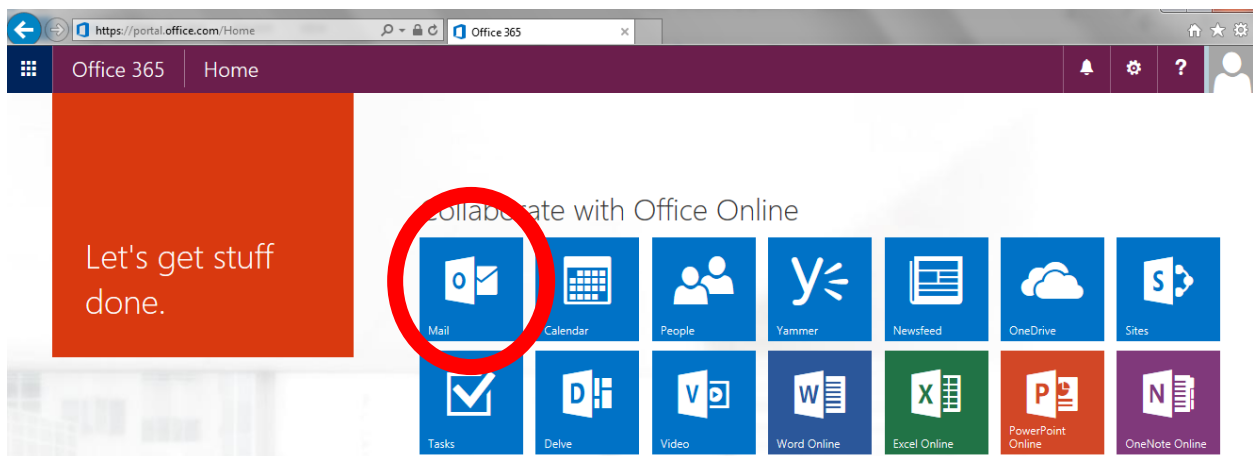 https://portal.office.com/Home
Office 365
Office 365
Home
?
Let's get stuff
done.
Collaborate with Office Online
Mail
Calendar
People
Yammer
Newsfeed
OneDrive
Sites
Tasks
Delve
Video
Word Online
Excel Online
PowerPoint
Online
OneNote Online